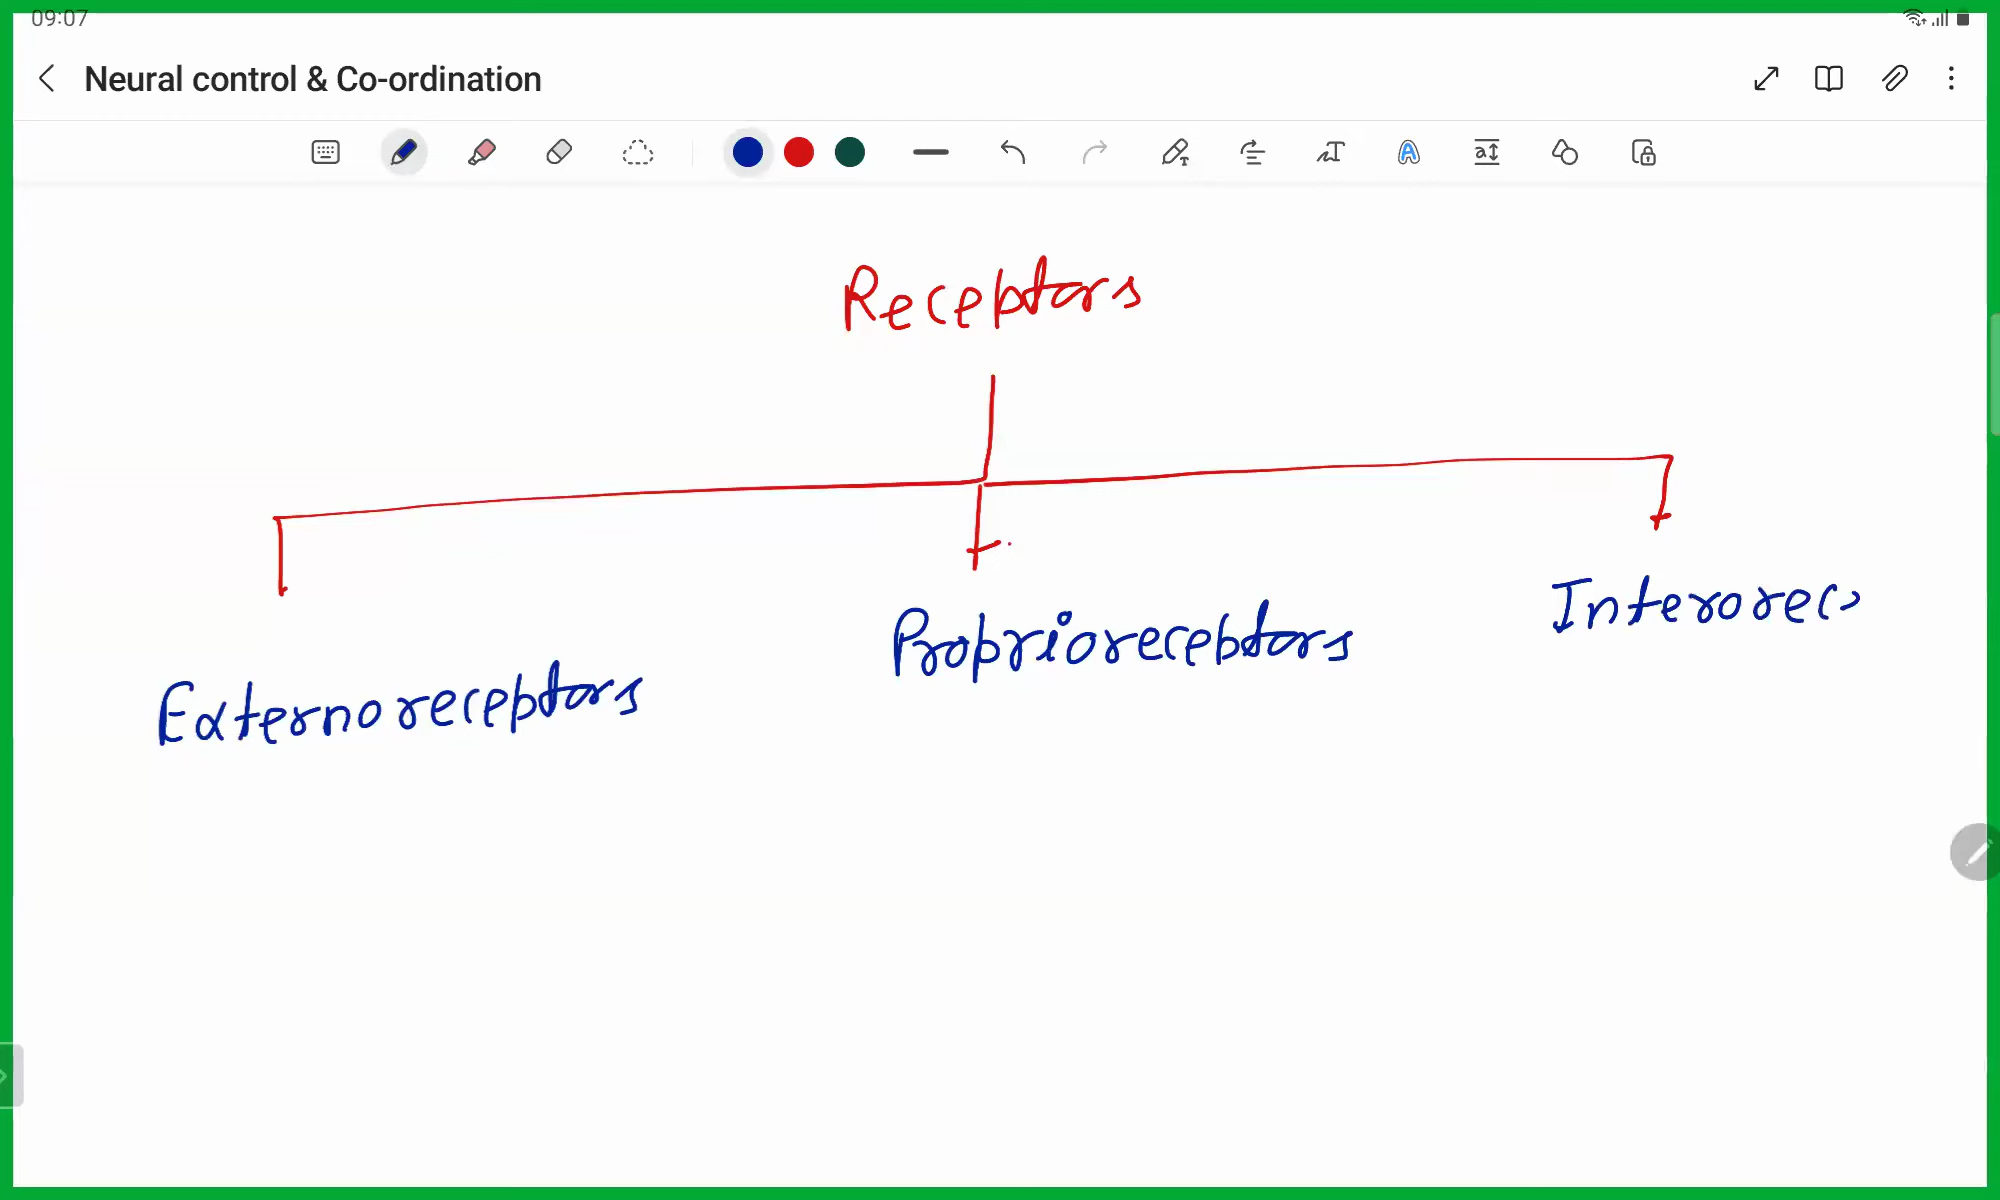 09:07
Neural control & Co-ordination
Receptors
Externoreceptors
Proprioreceptors
Interorec